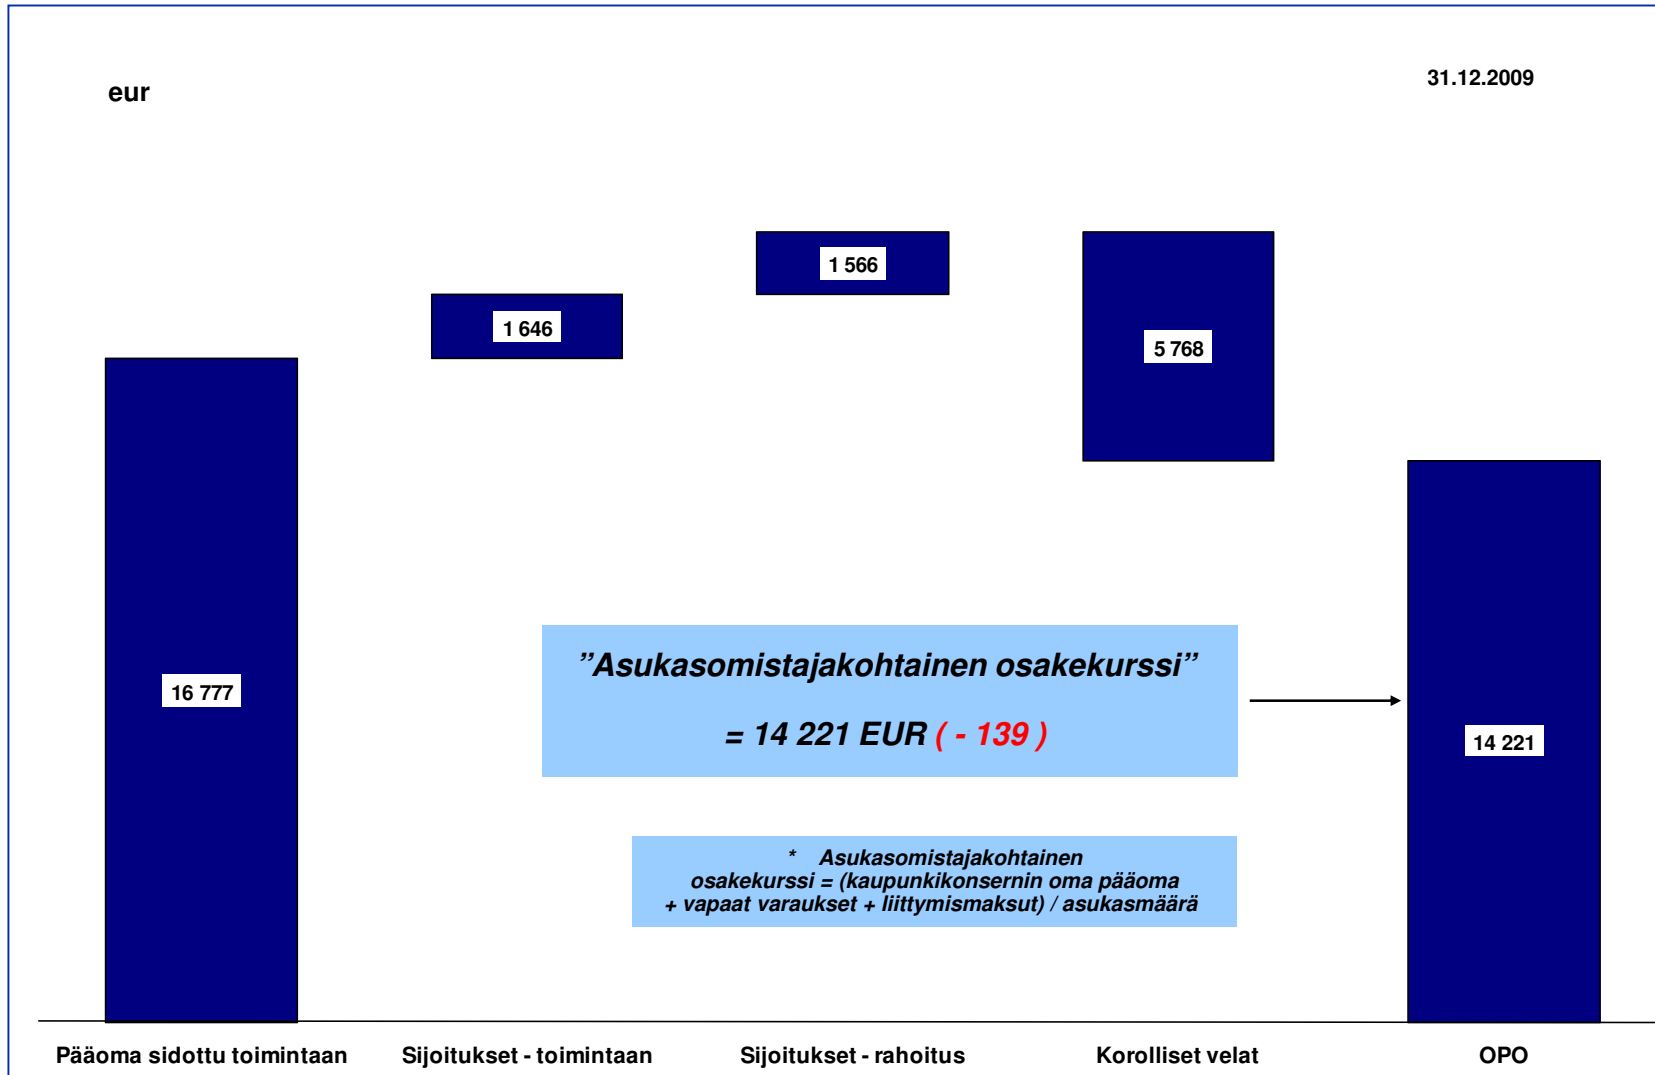 eur
31.12.2009
1 566
1 646
5 768
16 777
”Asukasomistajakohtainen osakekurssi”
= 14 221 EUR ( - 139 )
14 221
* Asukasomistajakohtainen
osakekurssi = (kaupunkikonsernin oma pääoma
+ vapaat varaukset + liittymismaksut) / asukasmäärä
Pääoma sidottu toimintaan
Sijoitukset - toimintaan
Sijoitukset - rahoitus
Korolliset velat
OPO